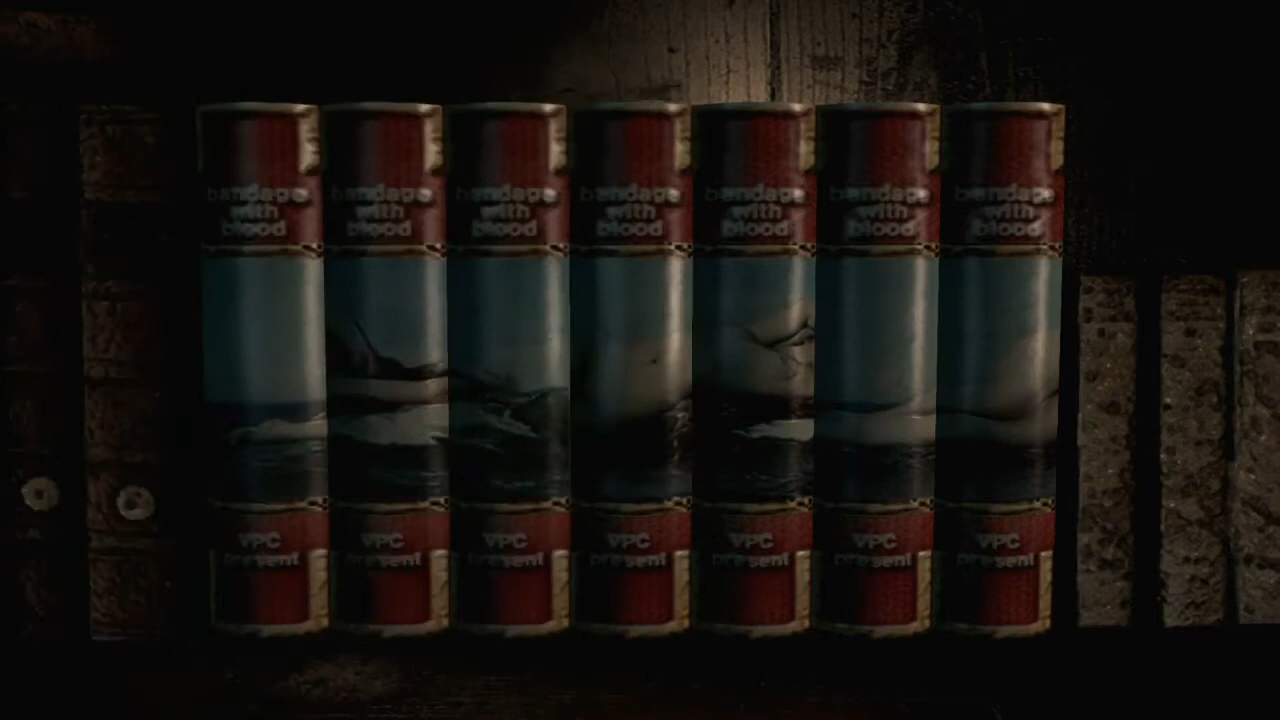 bandage bandage bandage bandage bandage bandage bandage
with with with with with with with
blood blood blood blood blood blood blood
VPC VPC VPC VPC VPC VPC VPC
present present present present present present present